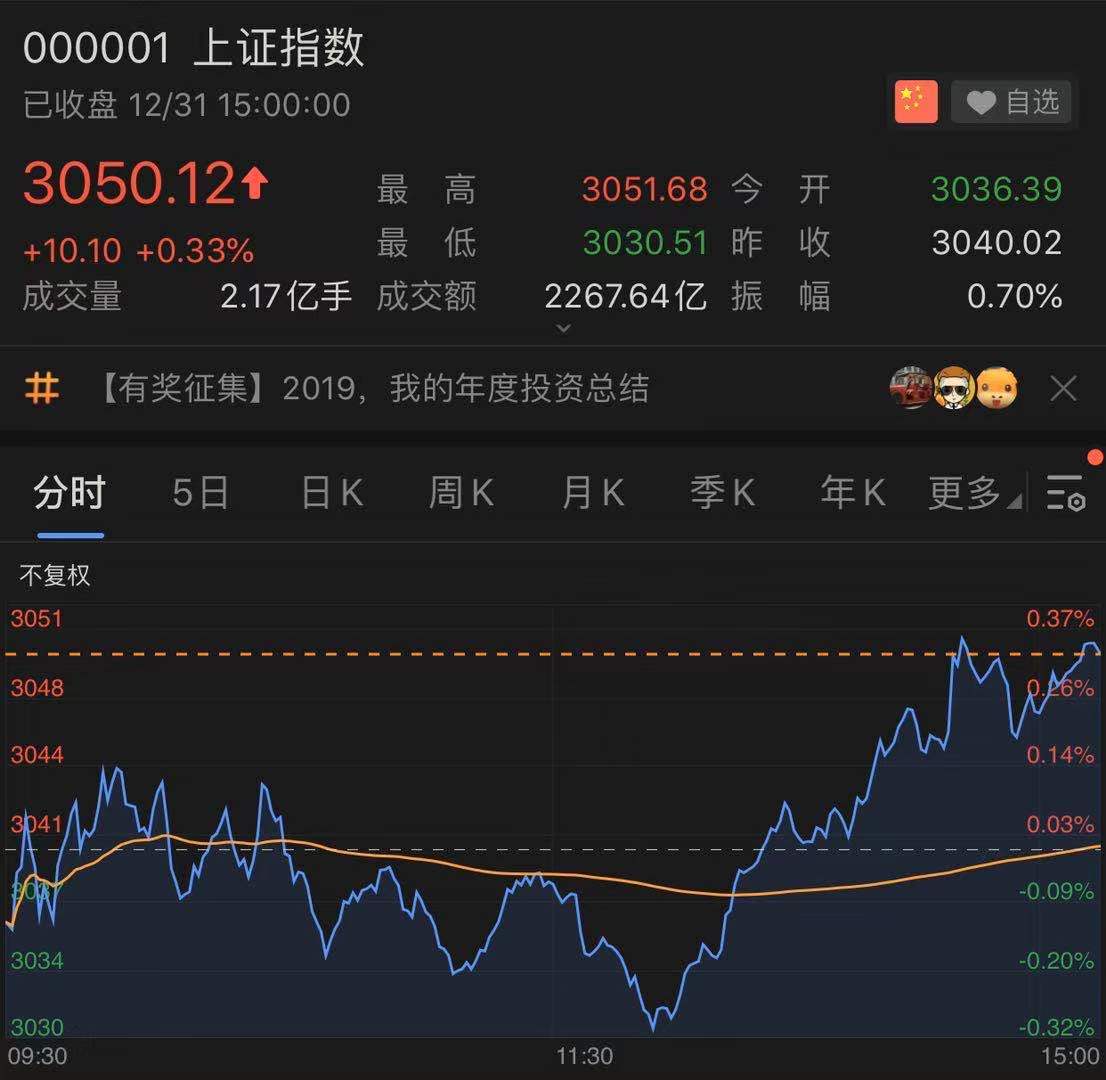 000001 上证指数
已收盘 12/31 15:00:00
自选
3050.12
最高 3051.68 今开 3036.39
+10.10 +0.33%
最低 3030.51 昨收 3040.02
成交量 2.17亿手 成交额 2267.64亿 振幅 0.70%
【有奖征集】2019，我的年度投资总结
分时 5日 日K 周K 月K 季K 年K 更多
不复权
3051 0.37%
3048 0.26%
3044 0.14%
3041 0.03%
-0.09%
3034 -0.20%
3030 -0.32%
09:30 11:30 15:00